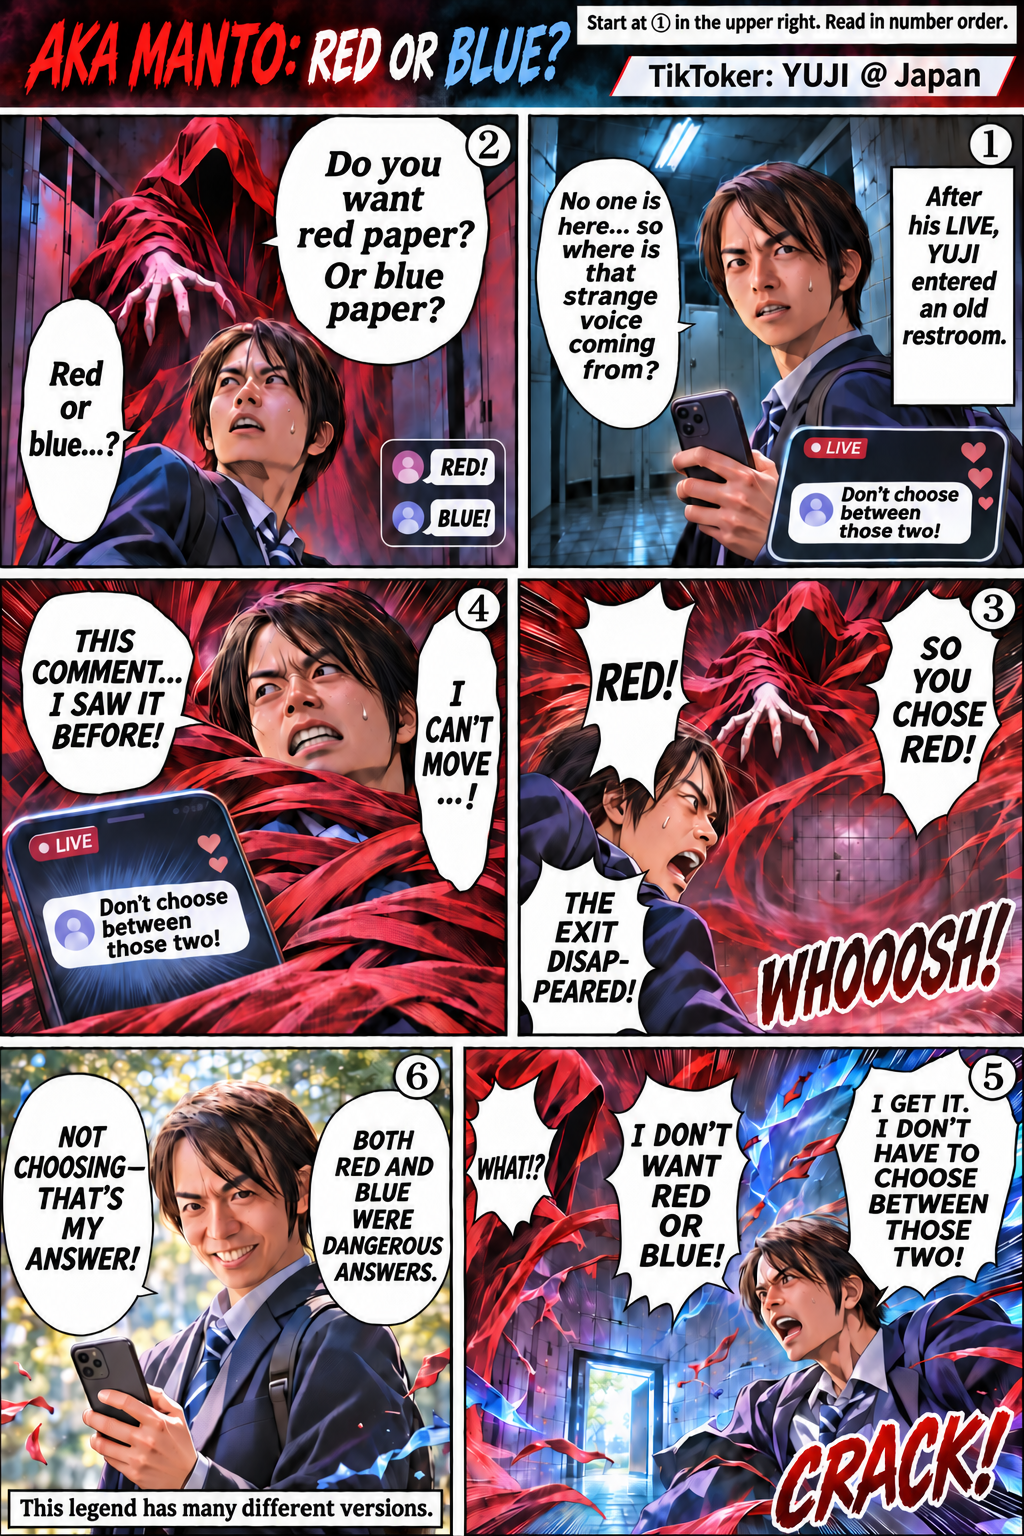 AKA MANTO: RED OR BLUE?
Start at ① in the upper right. Read in number order.
TikToker: YUJI @ Japan
①
After
his LIVE,
YUJI
entered
an old
restroom.
No one is
here... so
where is
that
strange
voice
coming
from?
LIVE
Don't choose
between
those two!
②
Do you
want
red paper?
Or blue
paper?
Red
or
blue...?
RED!
BLUE!
③
SO
YOU
CHOSE
RED!
RED!
THE
EXIT
DISAP-
PEARED!
WHOOOSH!
④
I
CAN'T
MOVE
...!
THIS
COMMENT...
I SAW IT
BEFORE!
LIVE
Don't choose
between
those two!
⑤
I GET IT.
I DON'T
HAVE TO
CHOOSE
BETWEEN
THOSE
TWO!
I DON'T
WANT
RED
OR
BLUE!
WHAT!?
CRACK!
⑥
BOTH
RED AND
BLUE
WERE
DANGEROUS
ANSWERS.
NOT
CHOOSING—
THAT'S
MY
ANSWER!
This legend has many different versions.